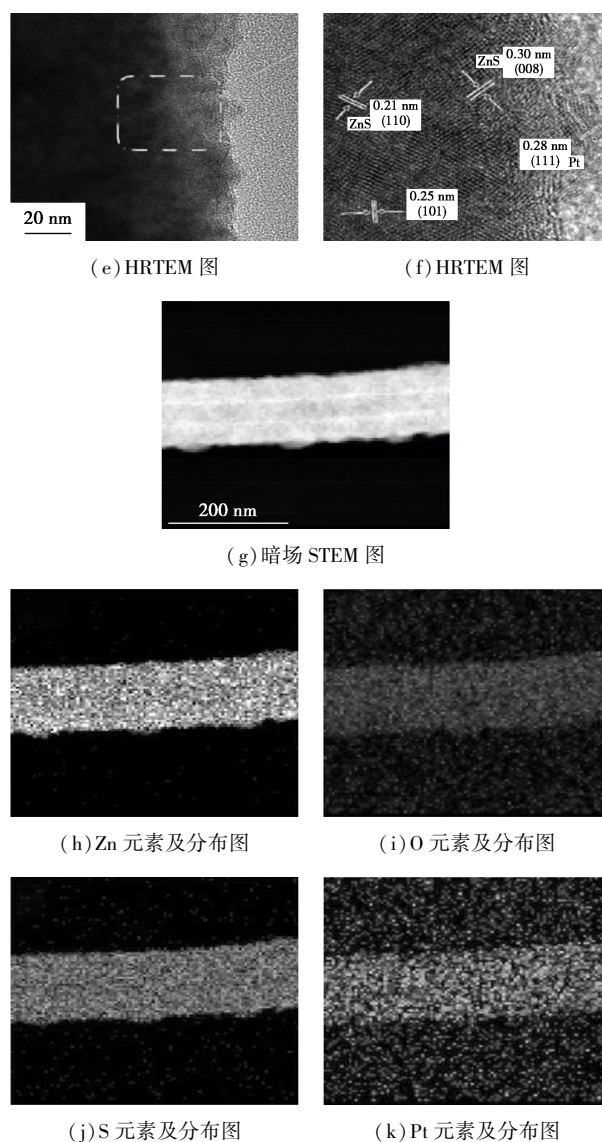 20 nm
(e)HRTEM 图
ZnS
0.30 nm
(008)
0.21 nm
(110)
ZnS
0.28 nm
(111)
Pt
0.25 nm
(101)
(f)HRTEM 图
200 nm
(g)暗场 STEM 图
(h)Zn 元素及分布图
(i)O 元素及分布图
(j)S 元素及分布图
(k)Pt 元素及分布图